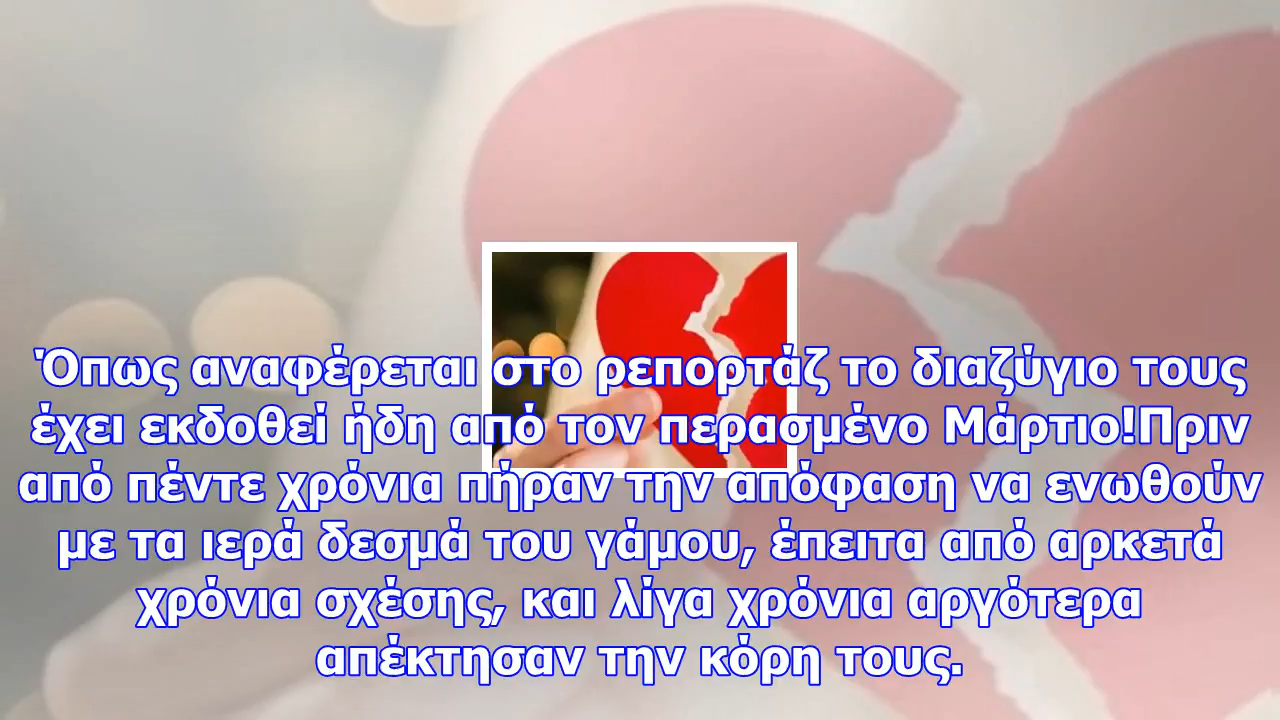 Όπως αναφέρεται στο ρεπορτάζ το διαζύγιο τους
έχει εκδοθεί ήδη από τον περασμένο Μάρτιο!Πριν
από πέντε χρόνια πήραν την απόφαση να ενωθούν
με τα ιερά δεσμά του γάμου, έπειτα από αρκετά
χρόνια σχέσης, και λίγα χρόνια αργότερα
απέκτησαν την κόρη τους.